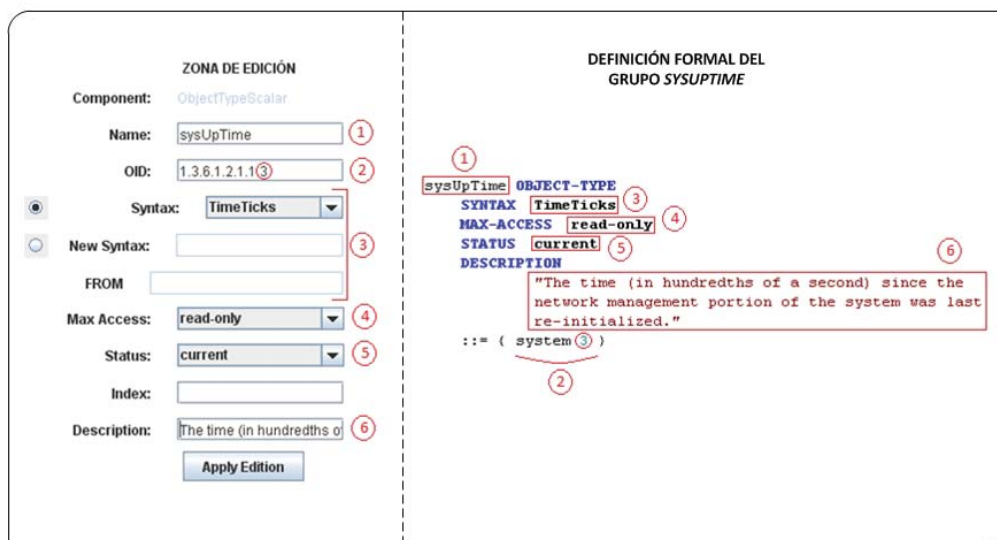 ZONA DE EDICIÓN
Component: ObjectTypeScalar
Name: sysUpTime 1
OID: 1.3.6.1.2.1.1 3 2
Syntax: TimeTicks
New Syntax: 3
FROM
Max Access: read-only 4
Status: current 5
Index:
Description: The time (in hundredths of 6
Apply Edition
DEFINICIÓN FORMAL DEL
GRUPO SYSUPTIME
1
sysUpTime OBJECT-TYPE
SYNTAX TimeTicks 3
MAX-ACCESS read-only 4
STATUS current 5
DESCRIPTION 6
"The time (in hundredths of a second) since the
network management portion of the system was last
re-initialized."
::= ( system 3 )
2